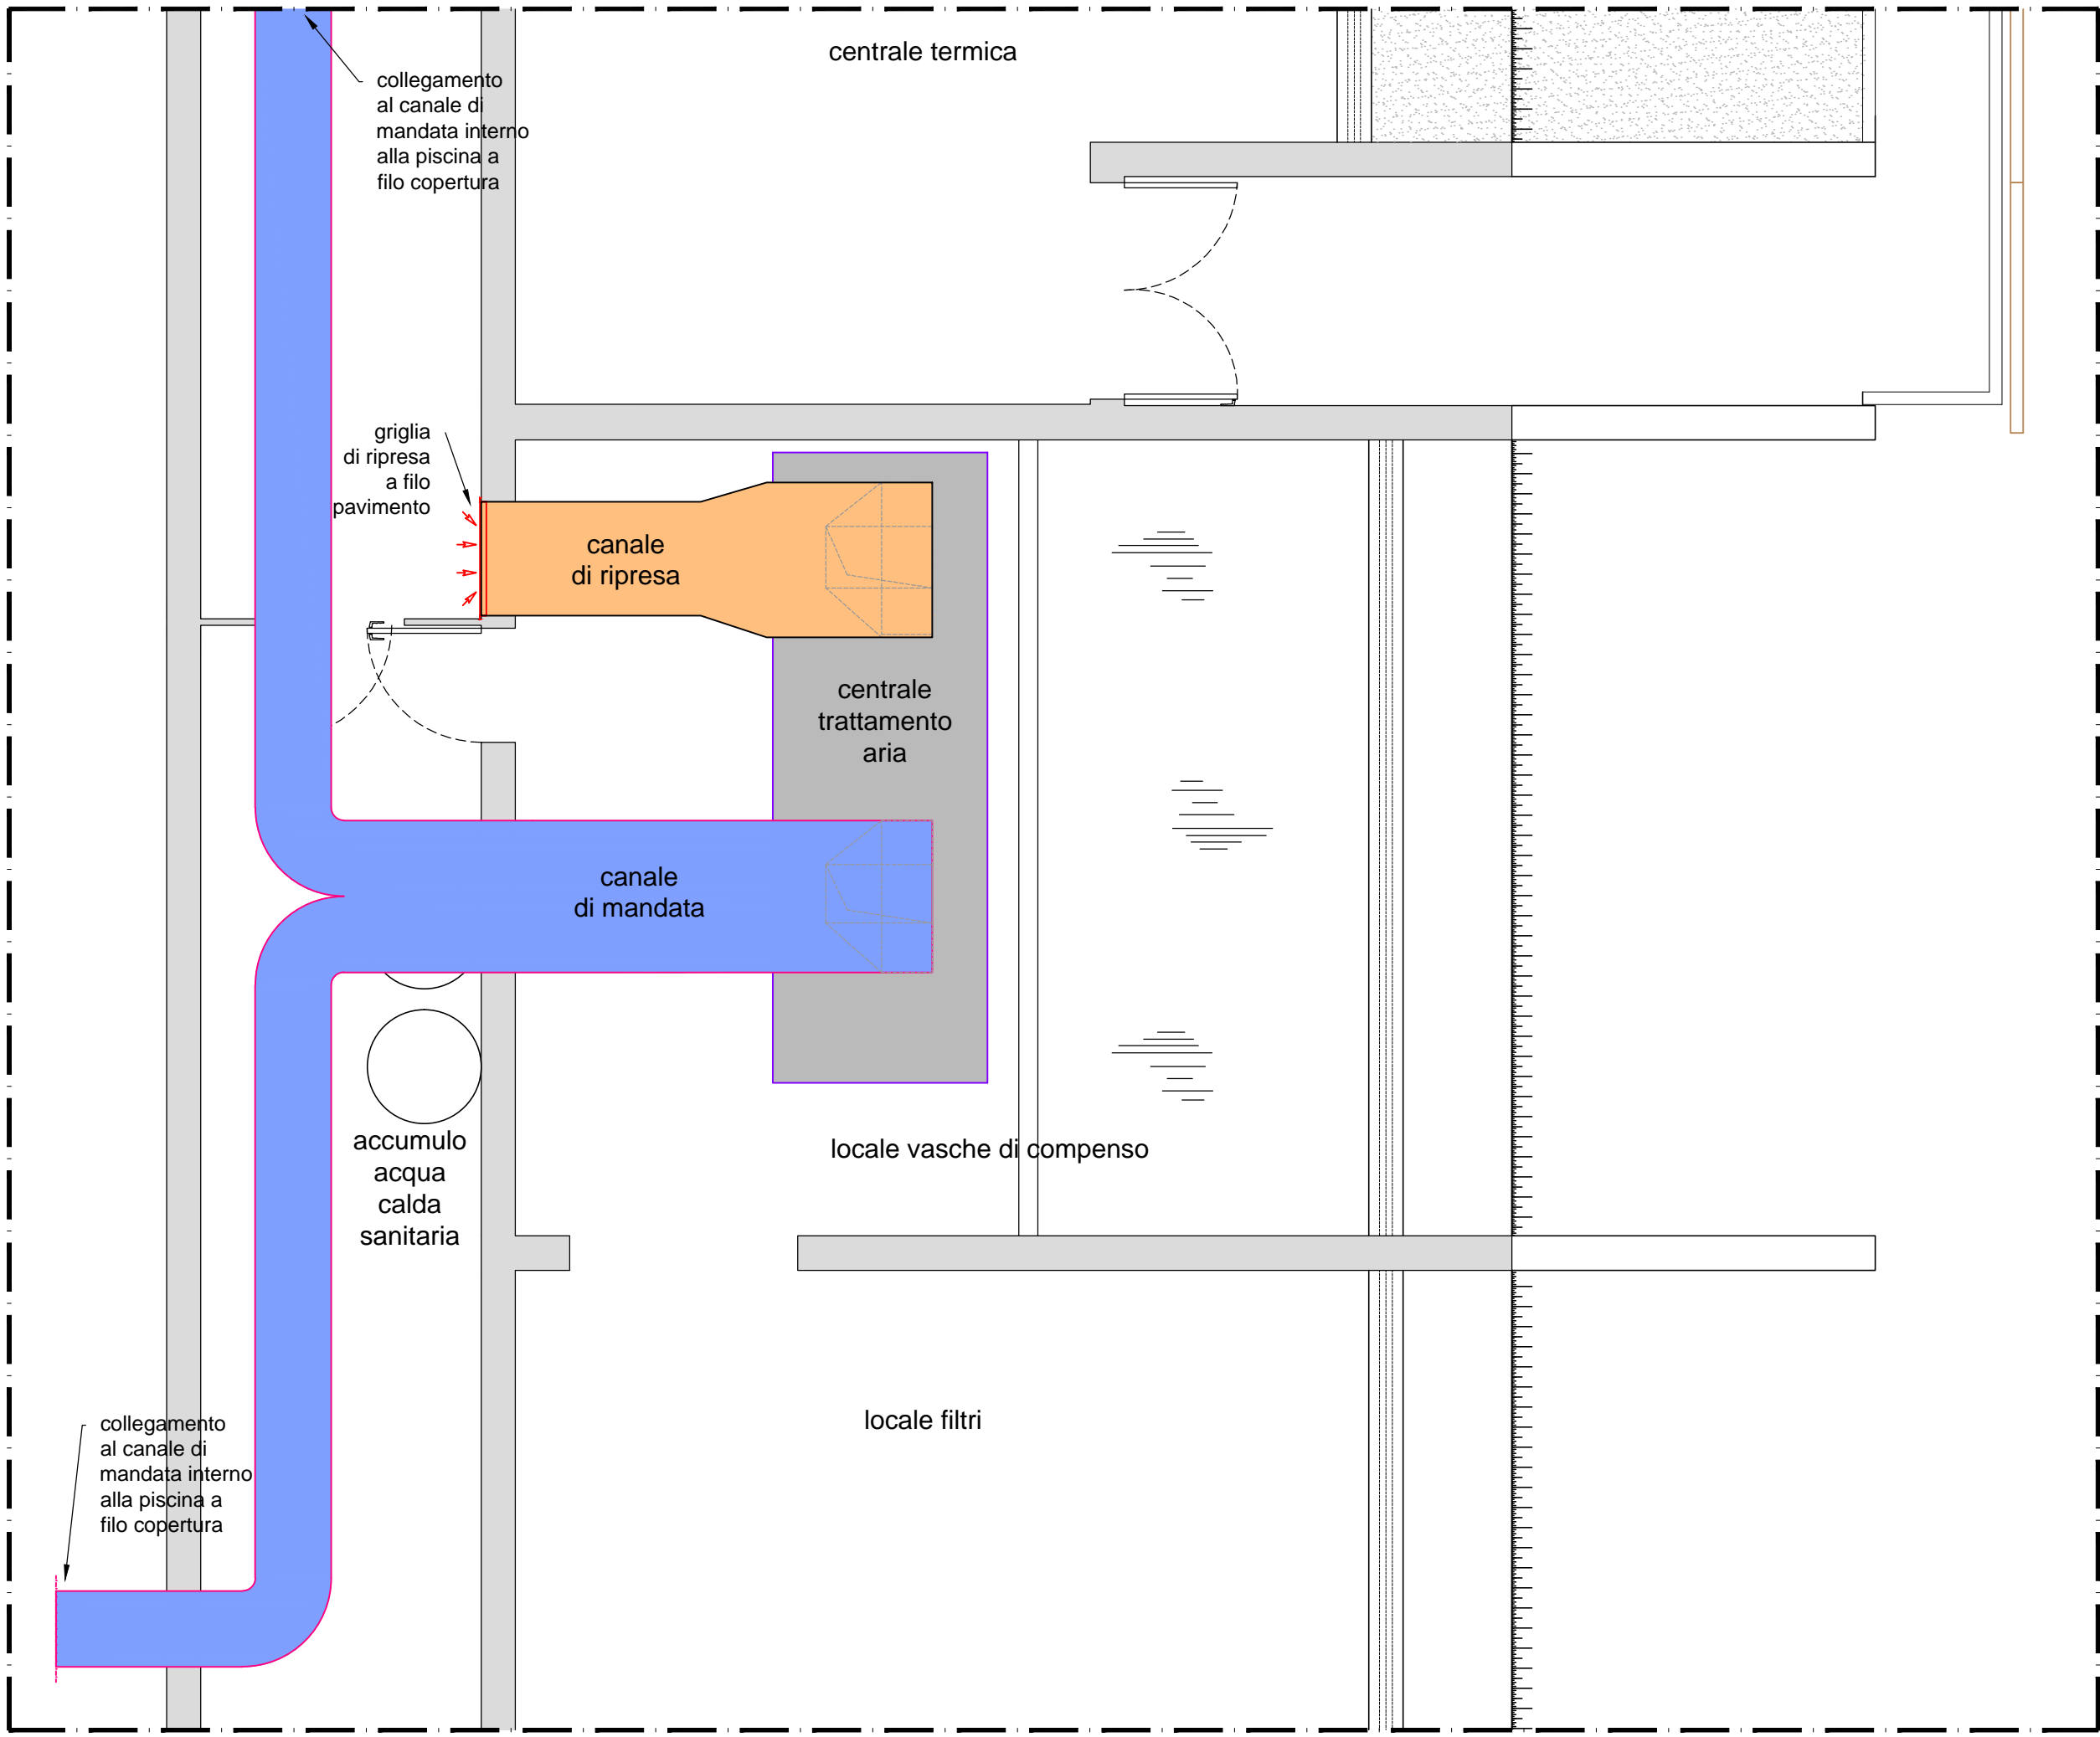 centrale termica
collegamento
al canale di
mandata interno
alla piscina a
filo copertura
griglia
di ripresa
a filo
pavimento
canale
di ripresa
centrale
trattamento
aria
canale
di mandata
accumulo
acqua
calda
sanitaria
locale vasche di compenso
locale filtri
collegamento
al canale di
mandata interno
alla piscina a
filo copertura